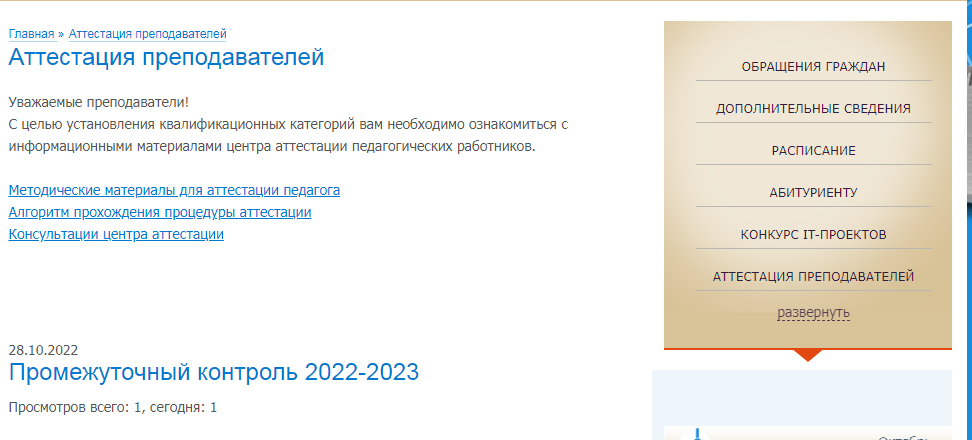 Главная » Аттестация преподавателей
Аттестация преподавателей
Уважаемые преподаватели!
С целью установления квалификационных категорий вам необходимо ознакомиться с
информационными материалами центра аттестации педагогических работников.
Методические материалы для аттестации педагога
Алгоритм прохождения процедуры аттестации
Консультации центра аттестации
28.10.2022
Промежуточный контроль 2022-2023
Просмотров всего: 1, сегодня: 1
ОБРАЩЕНИЯ ГРАЖДАН
ДОПОЛНИТЕЛЬНЫЕ СВЕДЕНИЯ
РАСПИСАНИЕ
АБИТУРИЕНТУ
КОНКУРС IT-ПРОЕКТОВ
АТТЕСТАЦИЯ ПРЕПОДАВАТЕЛЕЙ
развернуть